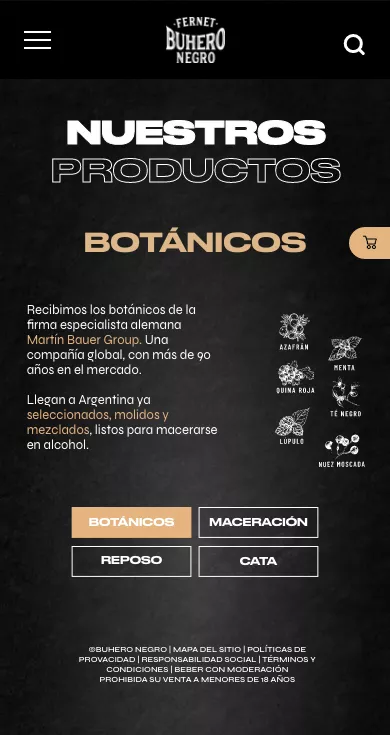 FERNET
BUHERO
NEGRO
NUESTROS
PRODUCTOS
BOTÁNICOS
Recibimos los botánicos de la
firma especialista alemana
Martín Bauer Group. Una
compañía global, con más de 90
años en el mercado.
Llegan a Argentina ya
seleccionados, molidos y
mezclados, listos para macerarse
en alcohol.
AZAFRÁN
MENTA
QUINA ROJA
TÉ NEGRO
LÚPULO
NUEZ MOSCADA
BOTÁNICOS
MACERACIÓN
REPOSO
CATA
®BUHERO NEGRO | MAPA DEL SITIO | POLÍTICAS DE
PROVACIDAD | RESPONSABILIDAD SOCIAL | TÉRMINOS Y
CONDICIONES | BEBER CON MODERACIÓN
PROHIBIDA SU VENTA A MENORES DE 18 AÑOS